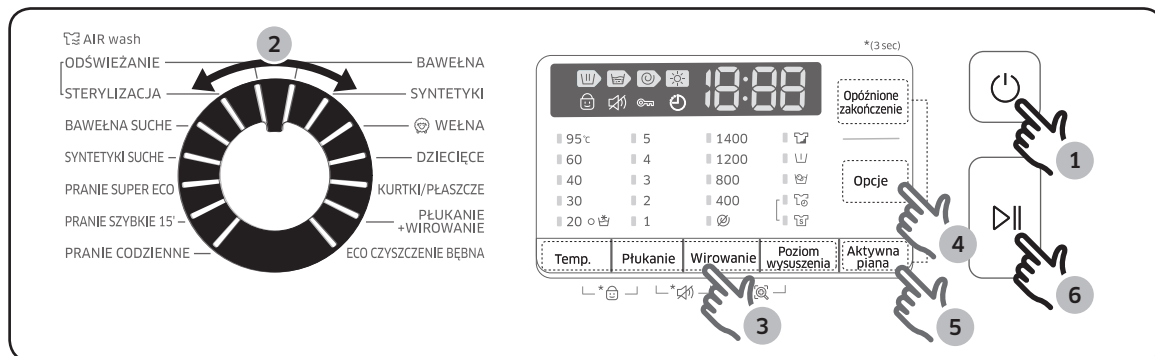 AIR wash
2
ODŚWIEŻANIE
STERYLIZACJA
BAWEŁNA SUCHE
SYNTETYKI SUCHE
PRANIE SUPER ECO
PRANIE SZYBKIE 15'
PRANIE CODZIENNE
BAWEŁNA
SYNTETYKI
WEŁNA
DZIECIĘCE
KURTKI/PŁASZCZE
PŁUKANIE
+WIROWANIE
ECO CZYSZCZENIE BĘBNA
*(3 sec)
18:88
Opóźnione
zakończenie
95℃ 5 1400
60 4 1200
40 3 800
30 2 400
20 1
Opcje
Temp.
Płukanie
Wirowanie
Poziom
wysuszenia
Aktywna
piana
*
*
1
3
4
5
6